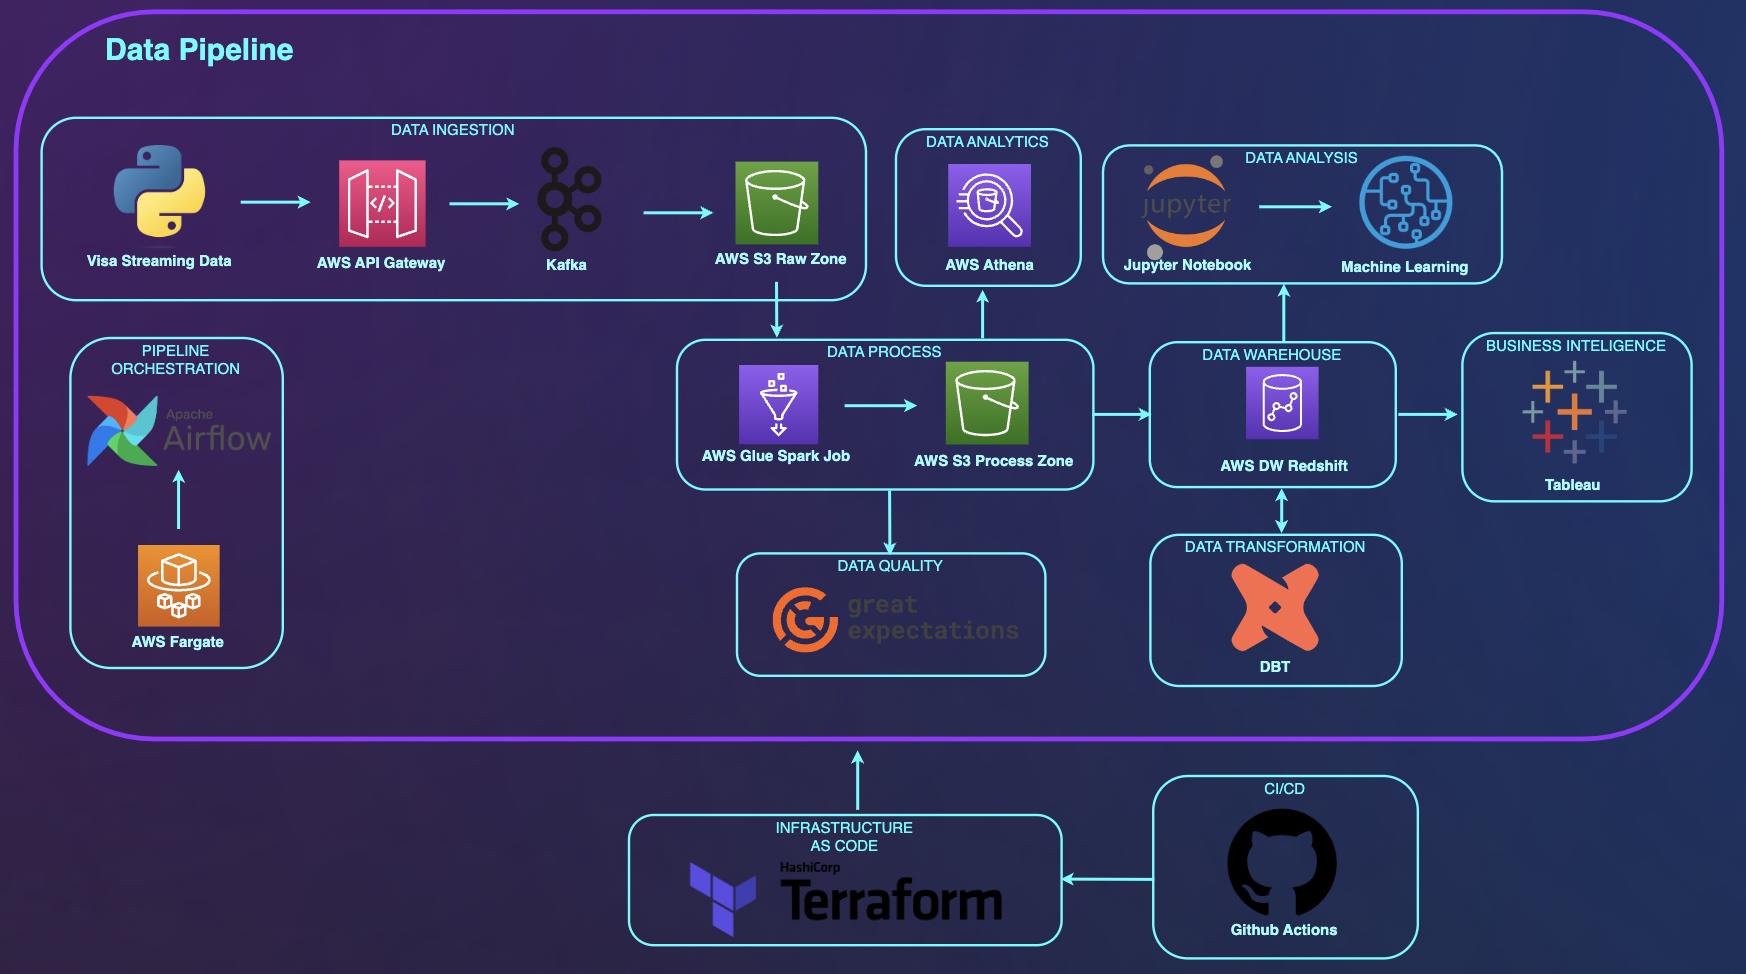 Data Pipeline
DATA INGESTION
Visa Streaming Data
AWS API Gateway
Kafka
AWS S3 Raw Zone
DATA ANALYTICS
AWS Athena
DATA ANALYSIS
jupyter
Jupyter Notebook
Machine Learning
PIPELINE
ORCHESTRATION
Apache
Airflow
AWS Fargate
DATA PROCESS
AWS Glue Spark Job
AWS S3 Process Zone
DATA WAREHOUSE
AWS DW Redshift
BUSINESS INTELIGENCE
Tableau
DATA QUALITY
great
expectations
DATA TRANSFORMATION
DBT
INFRASTRUCTURE
AS CODE
HashiCorp
Terraform
CI/CD
Github Actions